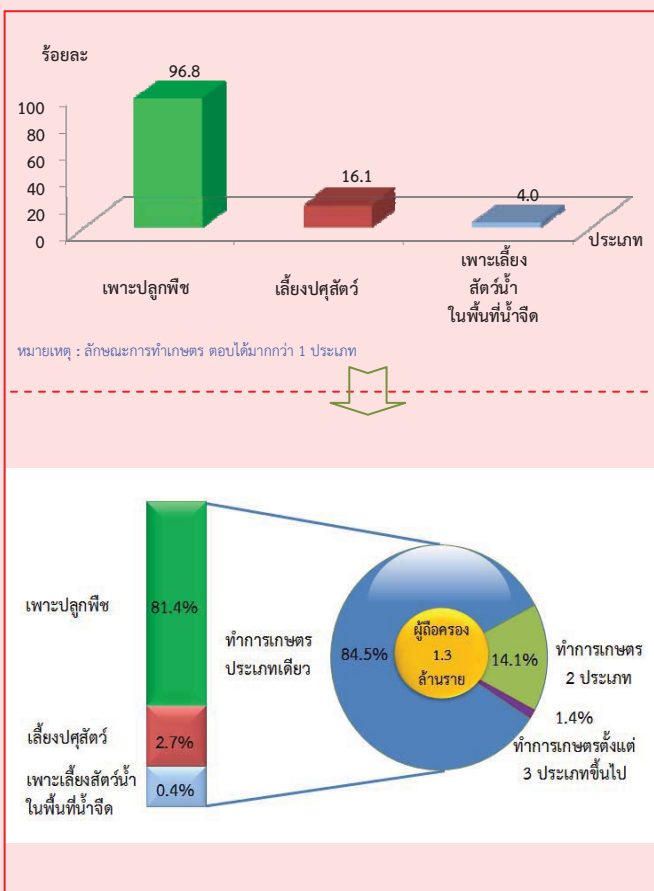 ร้อยละ
96.8
16.1
4.0
100
80
60
40
20
0
ประเภท
เพาะปลูกพืช
เลี้ยงปศุสัตว์
เพาะเลี้ยง
สัตว์น้ำ
ในพื้นที่น้ำจืด
หมายเหตุ : ลักษณะการทำเกษตร ตอบได้มากกว่า 1 ประเภท
เพาะปลูกพืช
81.4%
เลี้ยงปศุสัตว์
2.7%
เพาะเลี้ยงสัตว์น้ำ
ในพื้นที่น้ำจืด
0.4%
ทำการเกษตร
ประเภทเดียว
84.5%
ผู้ถือครอง
1.3
ล้านราย
14.1%
ทำการเกษตร
2 ประเภท
1.4%
ทำการเกษตรตั้งแต่
3 ประเภทขึ้นไป